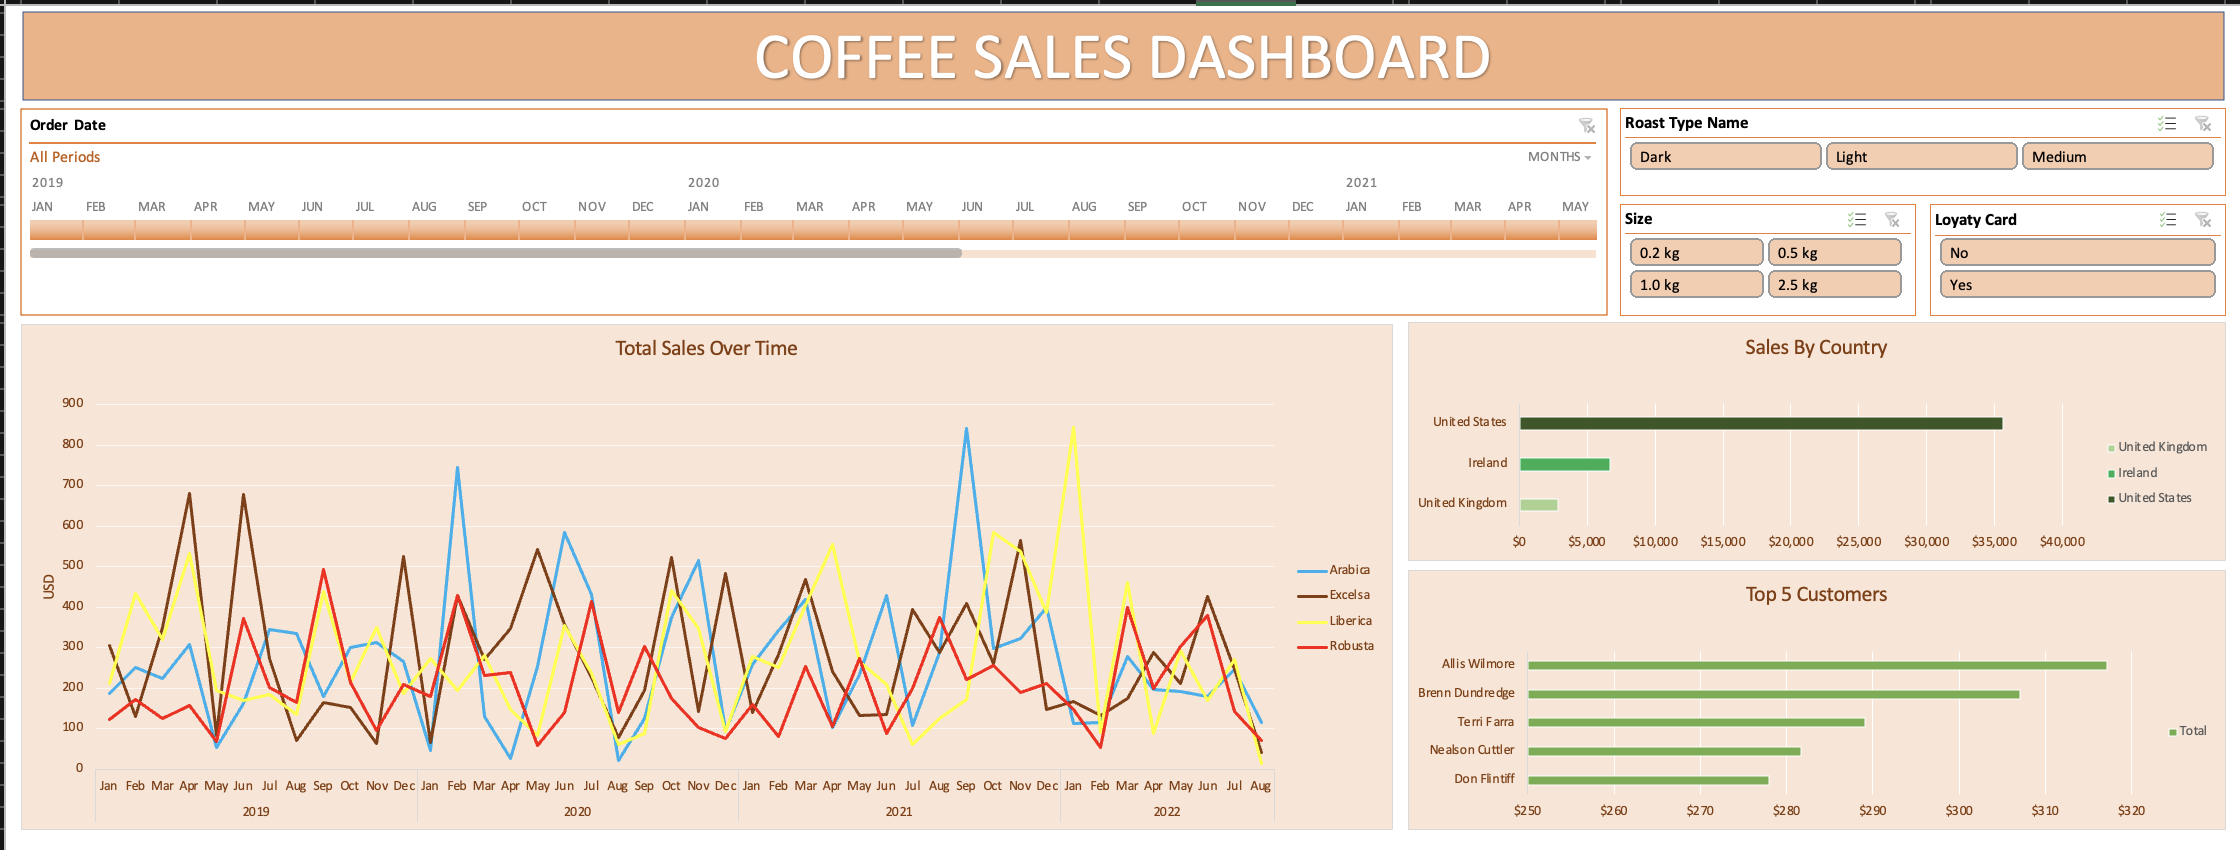 COFFEE SALES DASHBOARD
Order Date
All Periods
MONTHS
2019 2020 2021
JAN FEB MAR APR MAY JUN JUL AUG SEP OCT NOV DEC JAN FEB MAR APR MAY JUN JUL AUG SEP OCT NOV DEC JAN FEB MAR APR MAY
Roast Type Name
Dark Light Medium
Size
0.2 kg 0.5 kg
1.0 kg 2.5 kg
Loyaty Card
No
Yes
Total Sales Over Time
900
800
700
600
500
400
300
200
100
0
USD
Jan Feb Mar Apr May Jun Jul Aug Sep Oct Nov Dec Jan Feb Mar Apr May Jun Jul Aug Sep Oct Nov Dec Jan Feb Mar Apr May Jun Jul Aug Sep Oct Nov Dec Jan Feb Mar Apr May Jun Jul Aug
2019 2020 2021 2022
Arabica
Excelsa
Liberica
Robusta
Sales By Country
United States
Ireland
United Kingdom
$0 $5,000 $10,000 $15,000 $20,000 $25,000 $30,000 $35,000 $40,000
United Kingdom
Ireland
United States
Top 5 Customers
Allis Wilmore
Brenn Dundredge
Terri Farra
Nealson Cuttler
Don Flintiff
$250 $260 $270 $280 $290 $300 $310 $320
Total